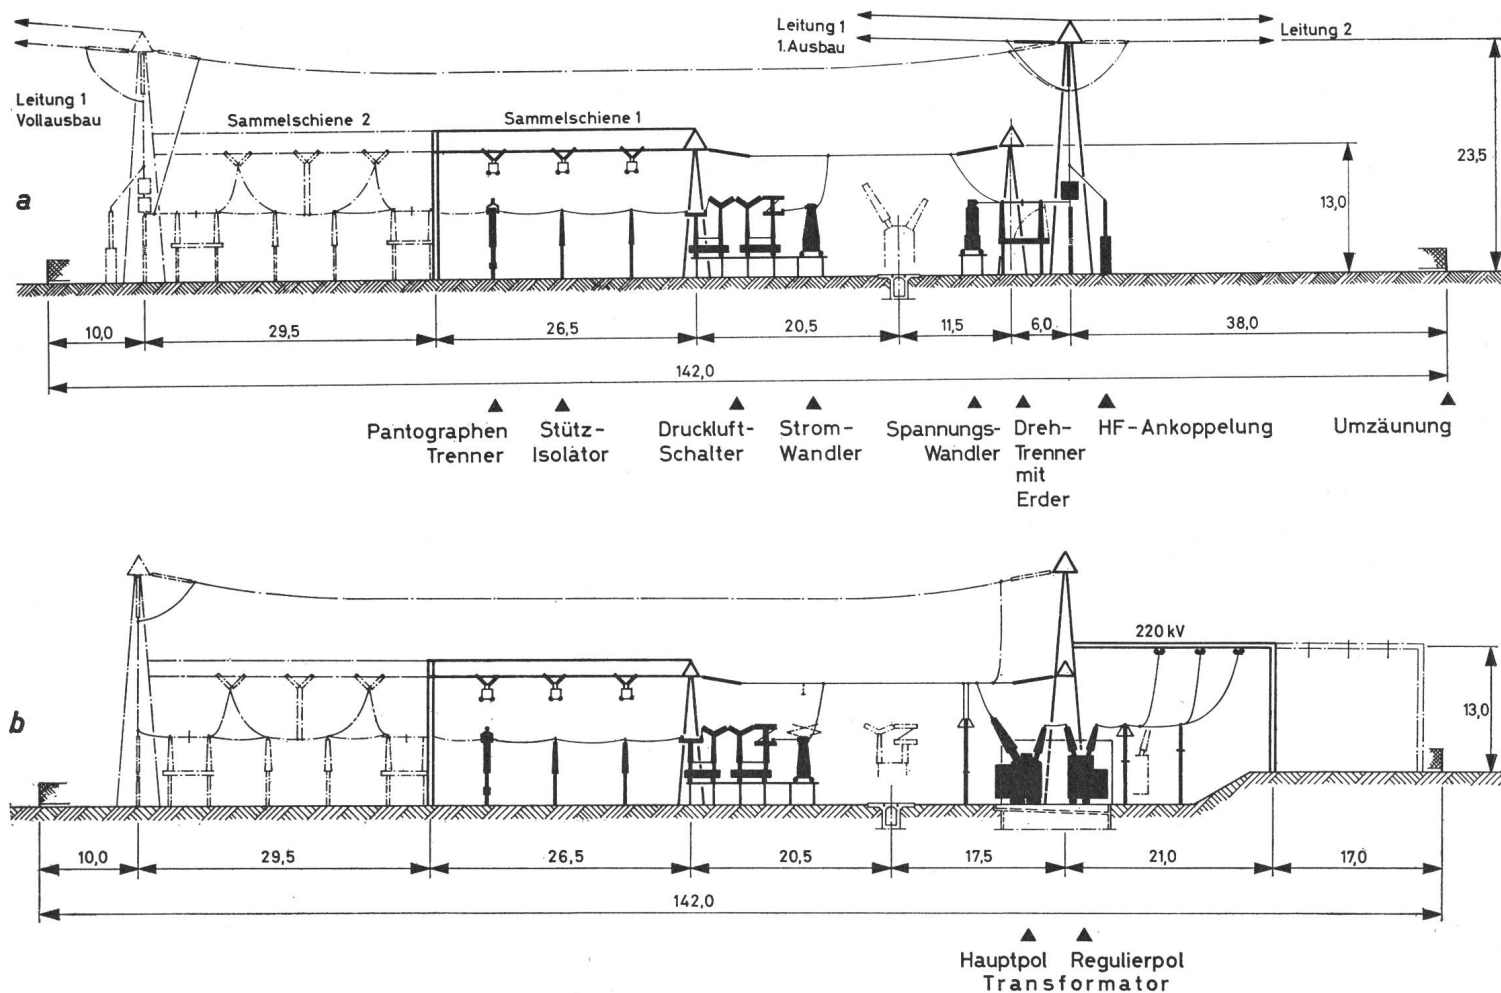 Leitung 1
1.Ausbau
Leitung 2
Leitung 1
Vollausbau
Sammelschiene 2
Sammelschiene 1
a
23,5
13,0
10,0
29,5
26,5
20,5
11,5
6,0
38,0
142,0
Pantographen
Trenner
Stütz-
Isolator
Druckluft-
Schalter
Strom-
Wandler
Spannungs-
Wandler
Dreh-
Trenner
mit
Erder
HF-Ankoppelung
Umzäunung
220 kV
b
13,0
10,0
29,5
26,5
20,5
17,5
21,0
17,0
142,0
Hauptpol Regulierpol
Transformator